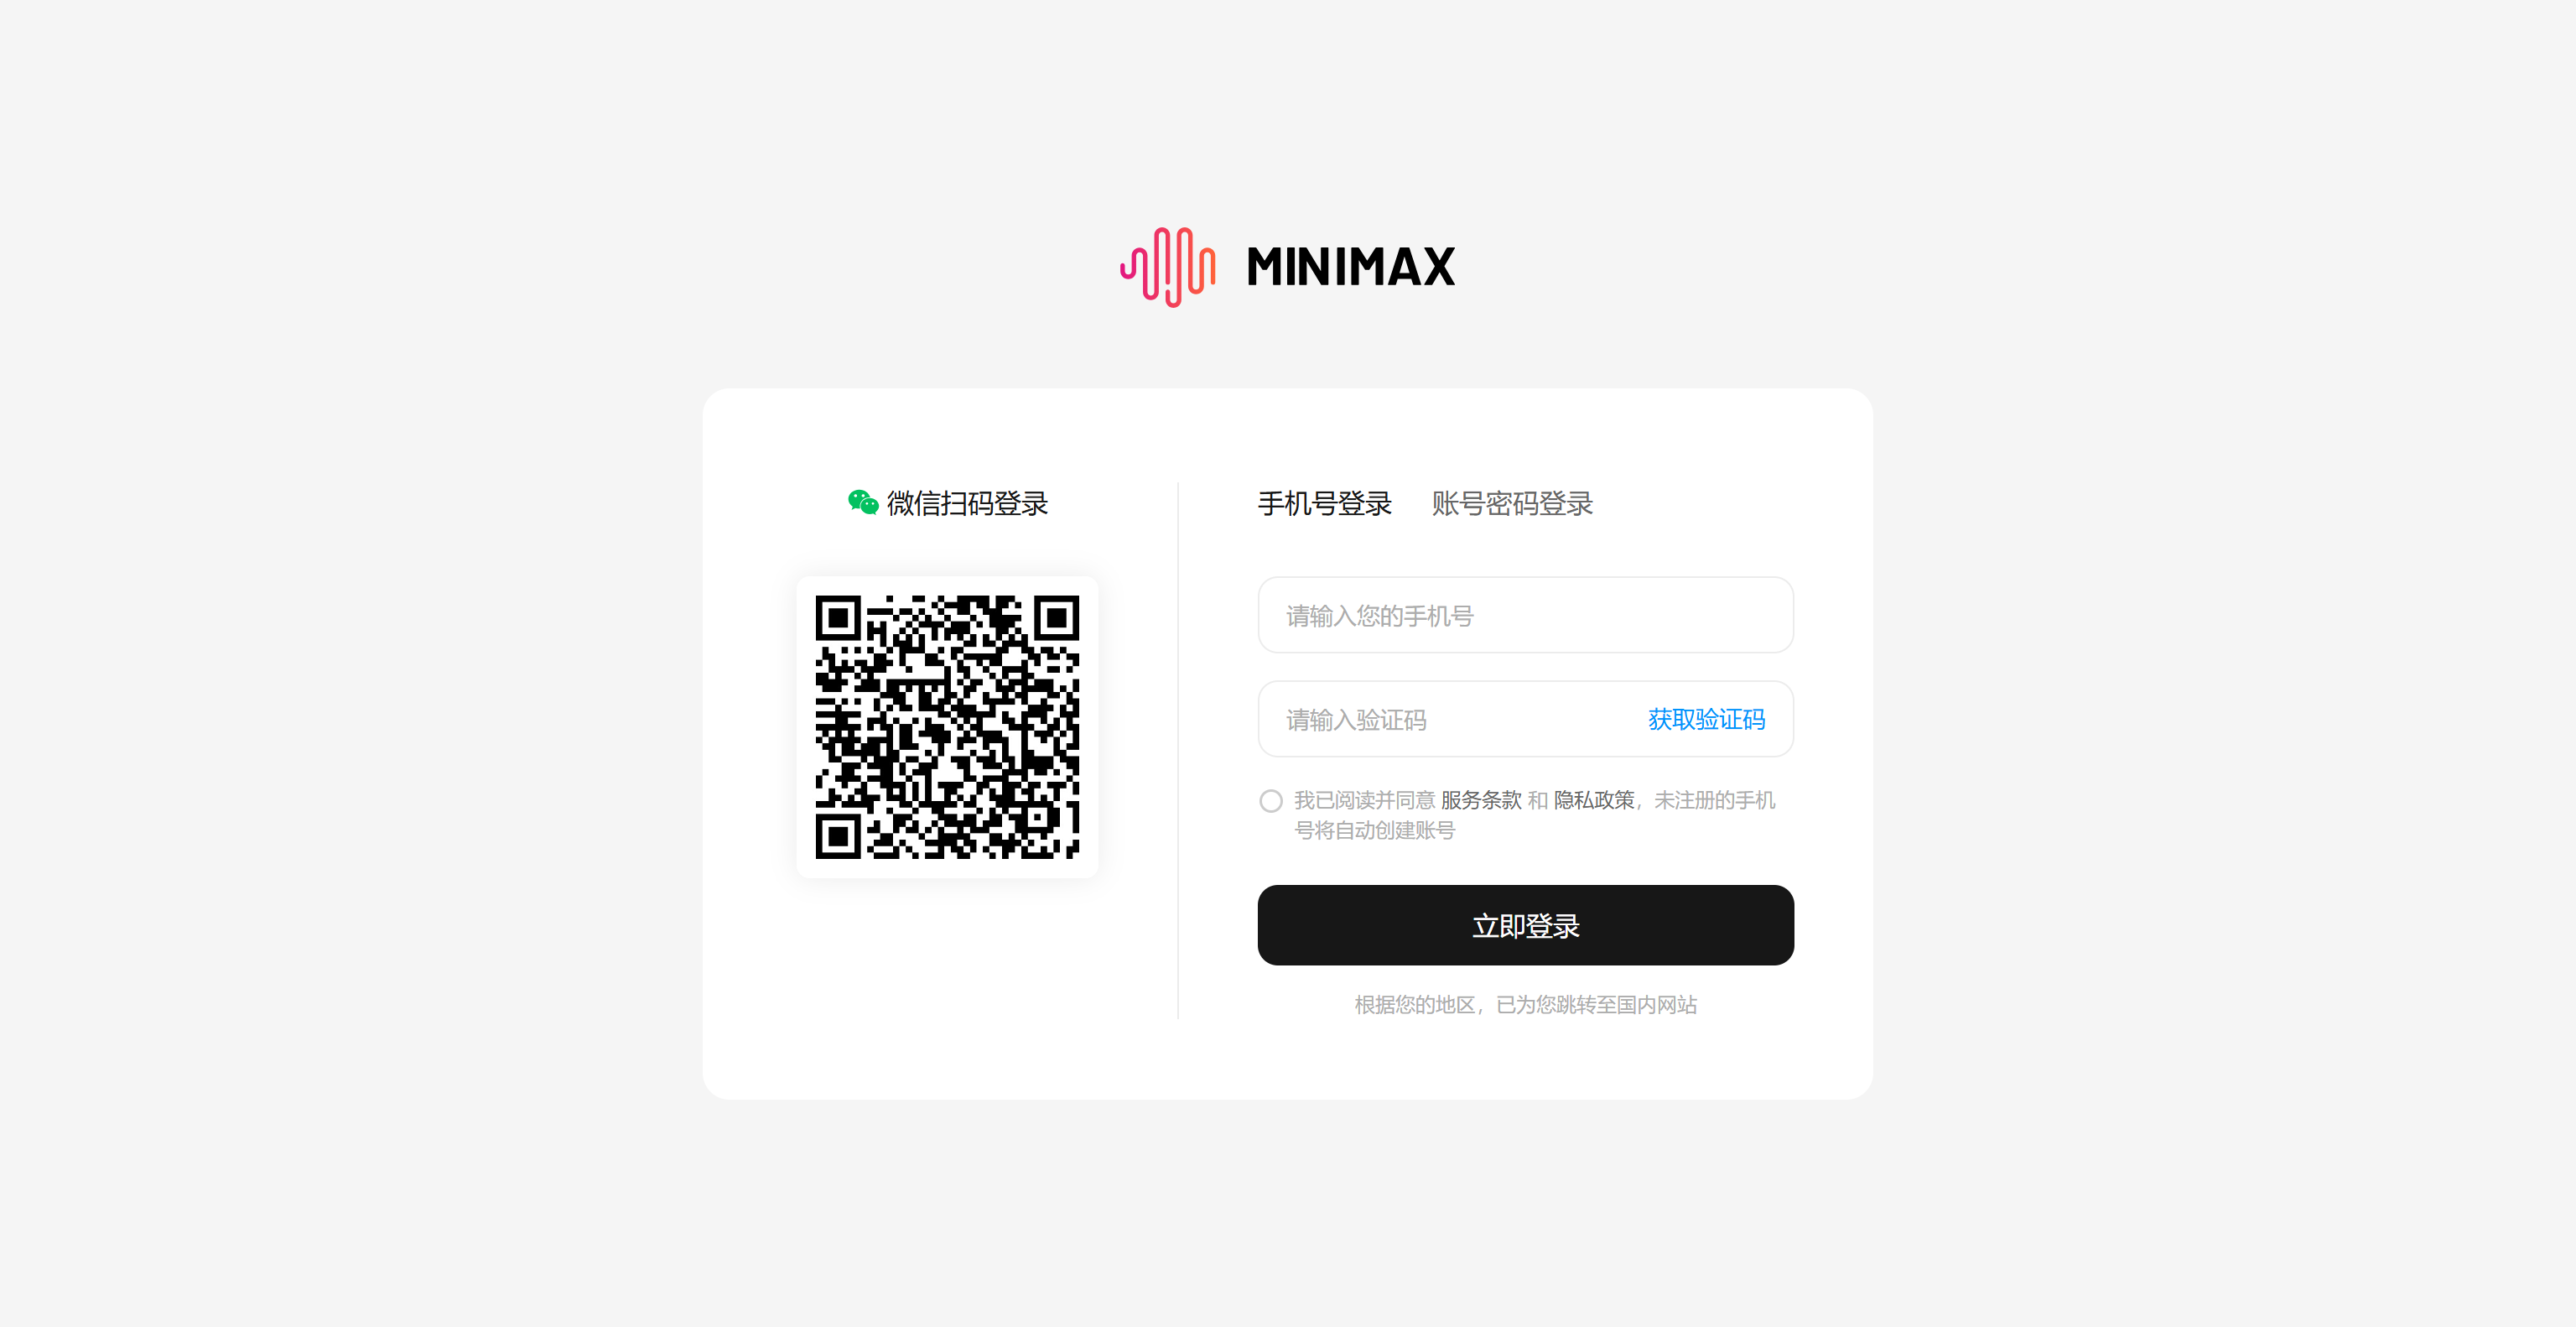 MINIMAX
微信扫码登录
手机号登录 账号密码登录
请输入您的手机号
请输入验证码 获取验证码
我已阅读并同意 服务条款 和 隐私政策，未注册的手机
号将自动创建账号
立即登录
根据您的地区，已为您跳转至国内网站